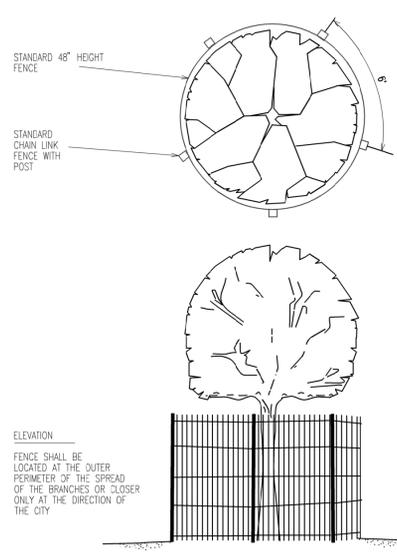 STANDARD 48" HEIGHT
FENCE
6'
STANDARD
CHAIN LINK
FENCE WITH
POST
ELEVATION
FENCE SHALL BE
LOCATED AT THE OUTER
PERIMETER OF THE SPREAD
OF THE BRANCHES OR CLOSER
ONLY AT THE DIRECTION OF
THE CITY